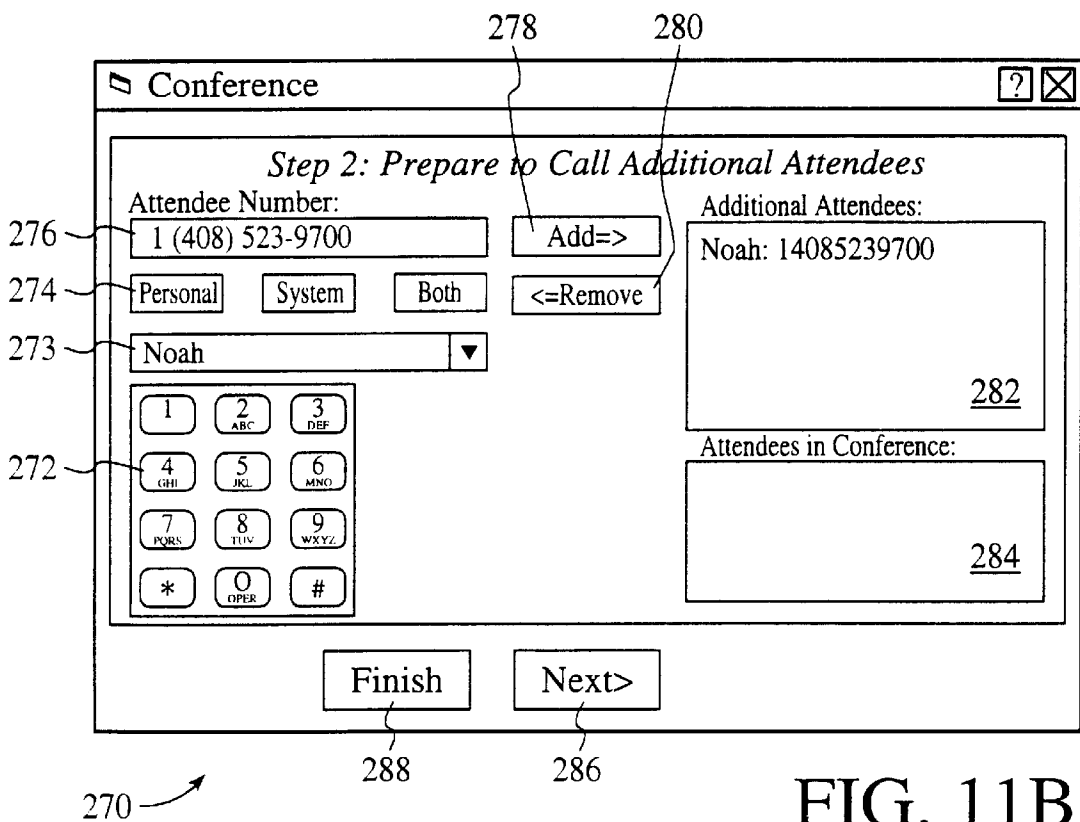 278 280
Conference ?
Step 2: Prepare to Call Additional Attendees
Attendee Number: Additional Attendees:
276 1 (408) 523-9700 Add=> Noah: 14085239700
274 Personal System Both <=Remove
273 Noah
282
1 2 ABC 3 DEF
Attendees in Conference:
272 4 GHI 5 JKL 6 MNO
7 PQRS 8 TUV 9 WXYZ
284
* 0 OPER #
Finish Next>
288 286
270
FIG. 11B